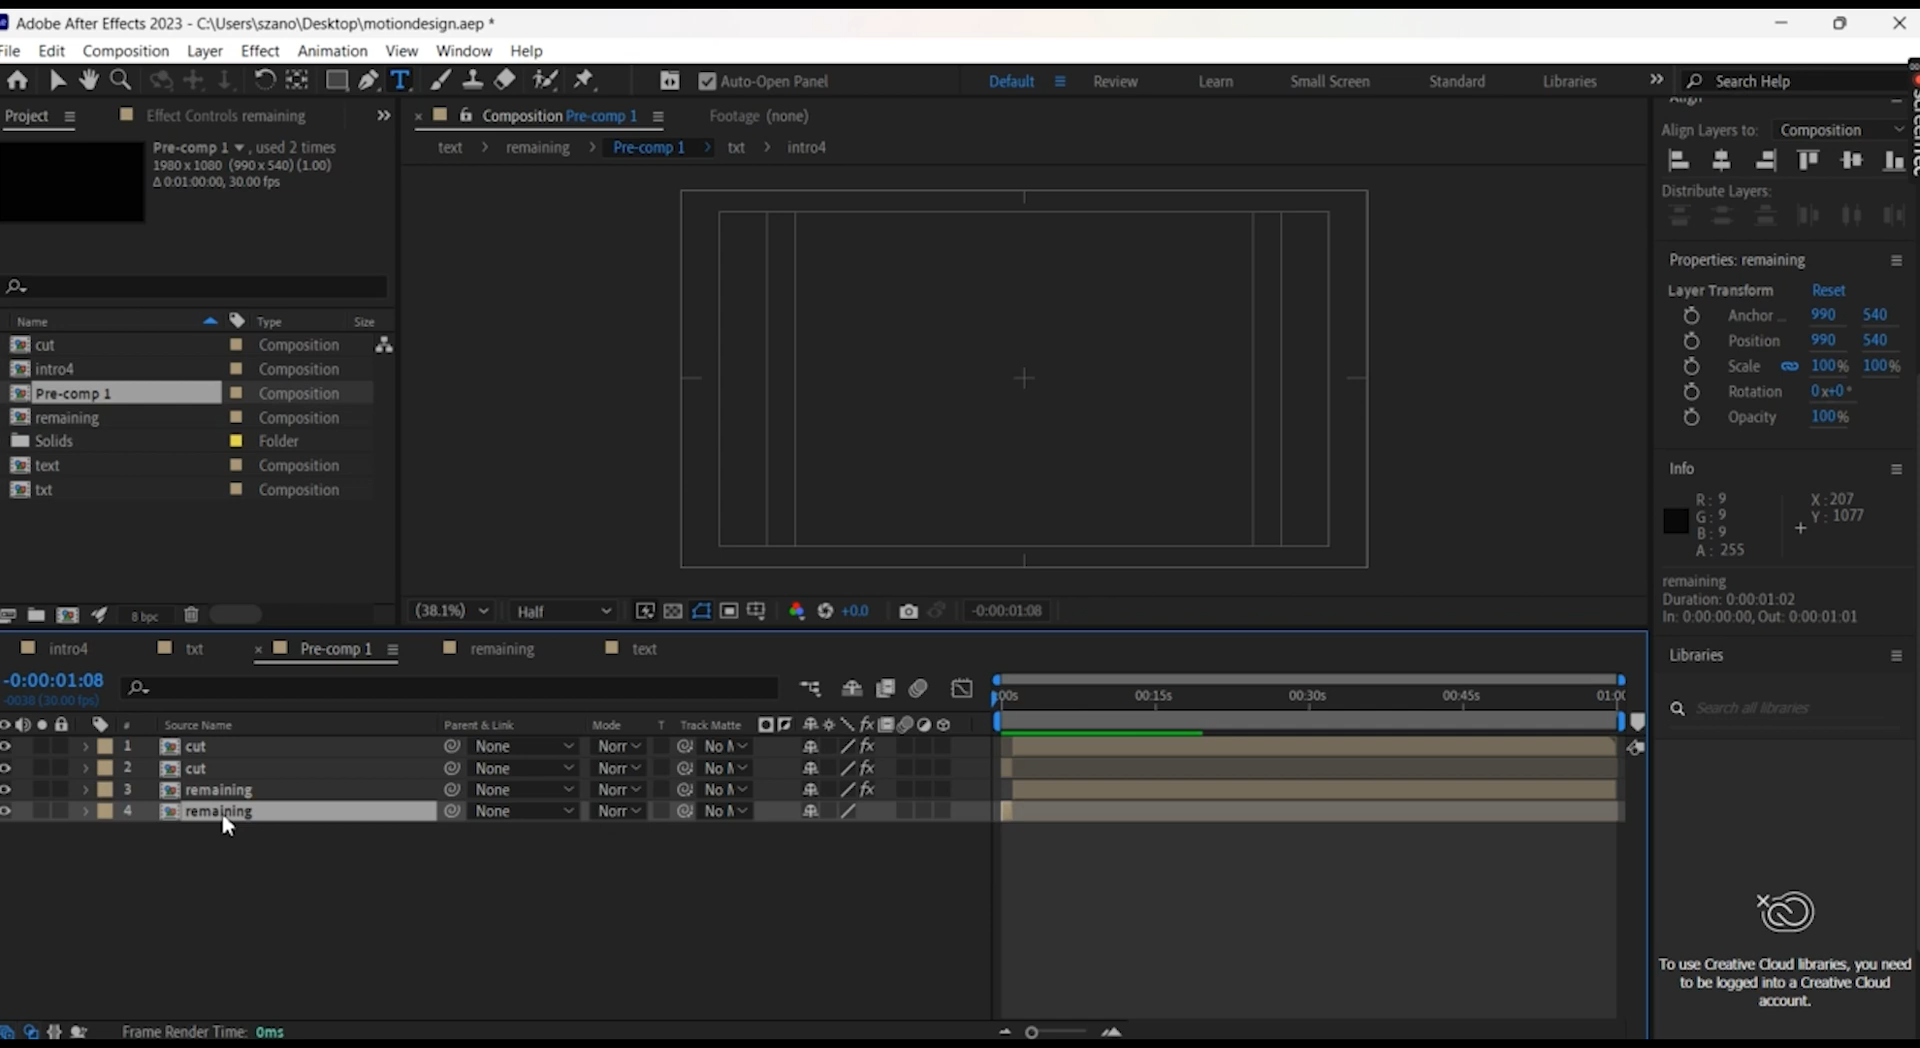 Adobe After Effects 2023 - C:\Users\szano\Desktop\motiondesign.aep *
File Edit Composition Layer Effect Animation View Window Help
Auto-Open Panel
Default Review Learn Small Screen Standard Libraries Search Help
Project
Effect Controls remaining
Composition Pre-comp 1
Footage (none)
text remaining Pre-comp 1 txt intro4
Pre-comp 1, used 2 times
1980 x 1080 (990 x 540) (1.00)
Δ 0:01:00:00, 30.00 fps
Name Type Size
cut Composition
intro4 Composition
Pre-comp 1 Composition
remaining Composition
Solids Folder
text Composition
txt Composition
8 bpc
(38.1%) Half +0.0 -0:00:01:08
Align
Align Layers to: Composition
Distribute Layers:
Properties: remaining
Layer Transform Reset
Anchor ... 990 540
Position 990 540
Scale 100% 100%
Rotation 0x+0°
Opacity 100%
Info
R: 9
G: 9
B: 9
A: 255
X: 207
Y: 1077
remaining
Duration: 0:00:01:02
In: 0:00:00:00, Out: 0:00:01:01
Libraries
Search all libraries
To use Creative Cloud libraries, you need
to be logged into a Creative Cloud
account.
intro4 txt Pre-comp 1 remaining text
-0:00:01:08
-0038 (30.00 fps)
:00s 00:15s 00:30s 00:45s 01:0
# Source Name Parent & Link Mode T Track Matte
1 cut None Norr No M
2 cut None Norr No M
3 remaining None Norr No M
4 remaining None Norr No M
Frame Render Time: 0ms